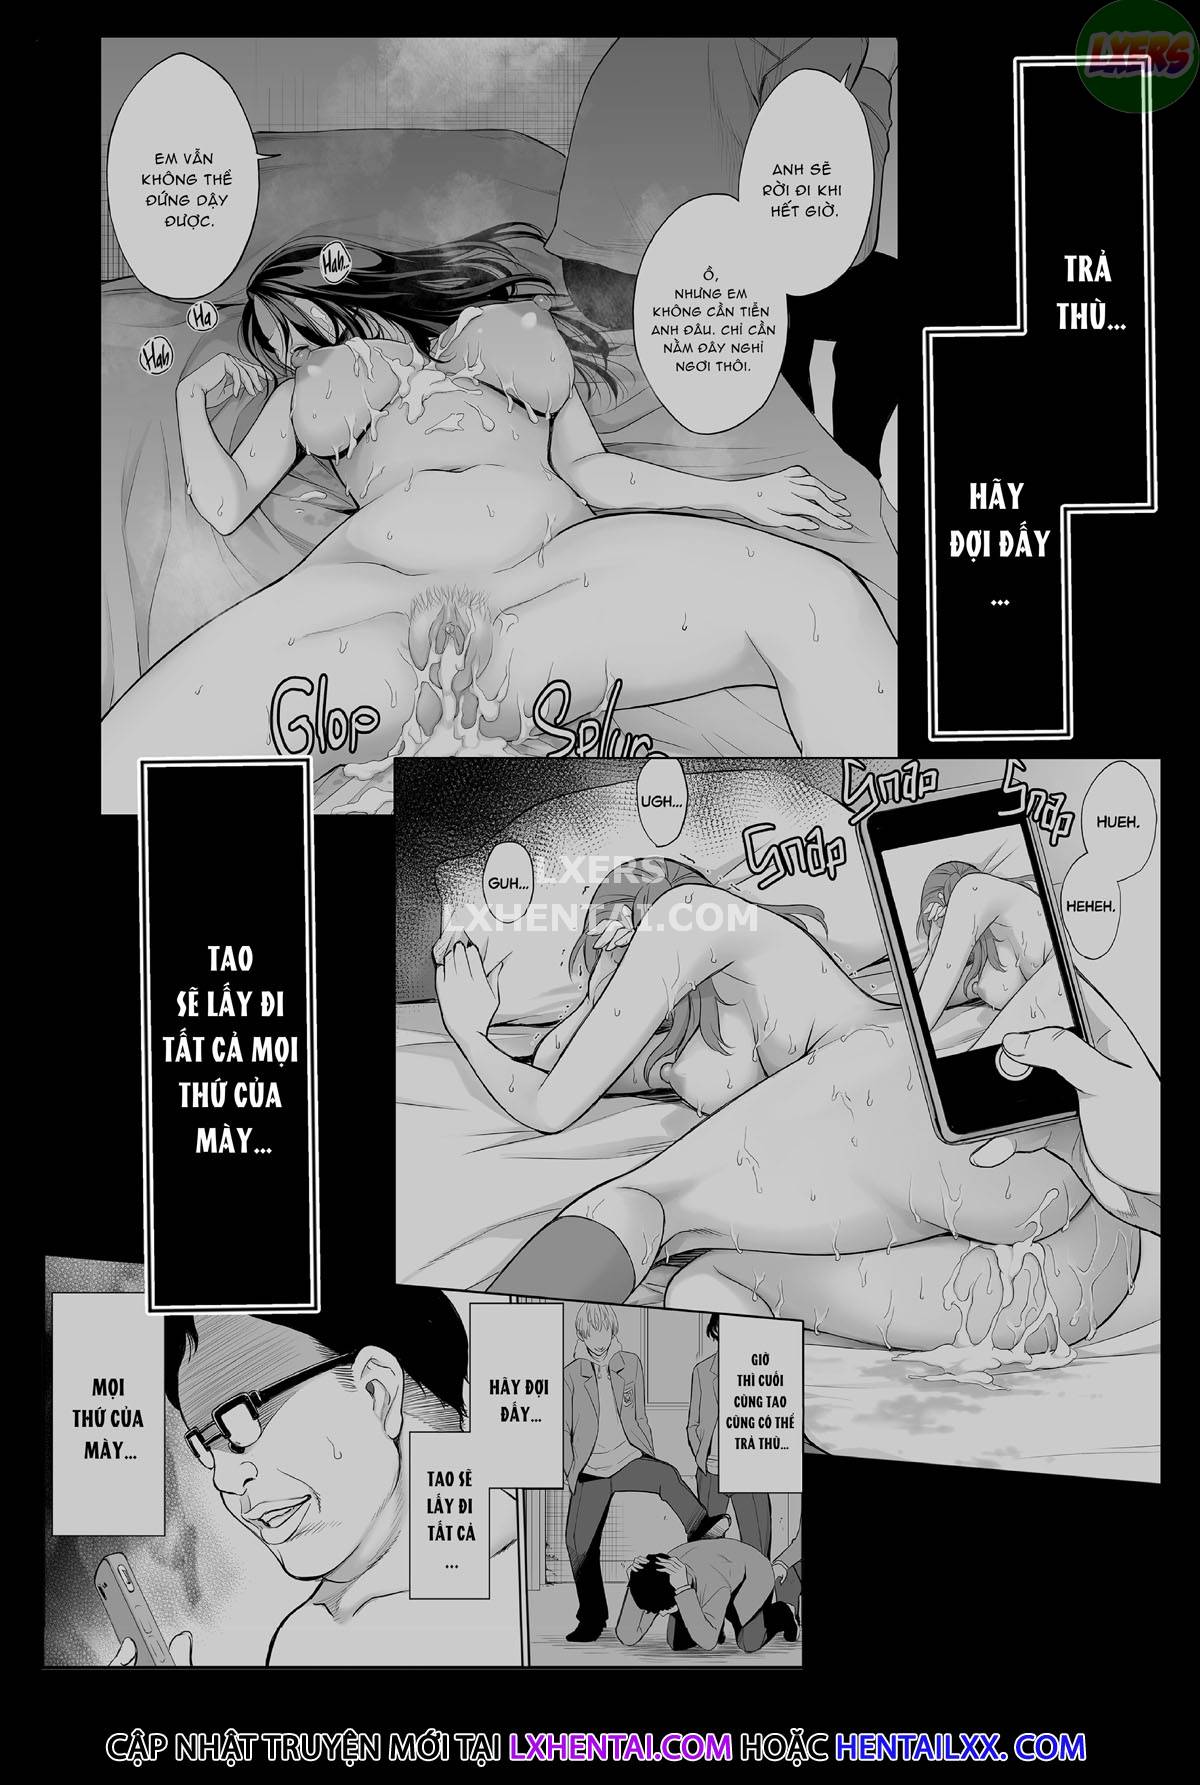 LXERS
TRẢ
THÙ...
HÃY
ĐỢI ĐẤY
...
ANH SẼ
RỜI ĐI KHI
HẾT GIỜ.
Ồ,
NHƯNG EM
KHÔNG CẦN TIỄN
ANH ĐÂU. CHỈ CẦN
NẰM ĐÂY NGHỈ
NGƠI THÔI.
EM VẪN
KHÔNG THỂ
ĐỨNG DẬY
ĐƯỢC.
Hah...
Ha
Hah
Glop
Splur
HUEH.
HEHEH.
Snap
Snap
Snap
UGH...
GUH...
LXERS
LXHENTAI.COM
TAO
SẼ LẤY ĐI
TẤT CẢ MỌI
THỨ CỦA
MÀY...
GIỜ
THÌ CUỐI
CÙNG TAO
CŨNG CÓ THỂ
TRẢ THÙ...
HÃY ĐỢI
ĐẤY...
TAO SẼ
LẤY ĐI
TẤT CẢ
...
MỌI
THỨ CỦA
MÀY...
CẬP NHẬT TRUYỆN MỚI TẠI LXHENTAI.COM HOẶC HENTAILXX. COM